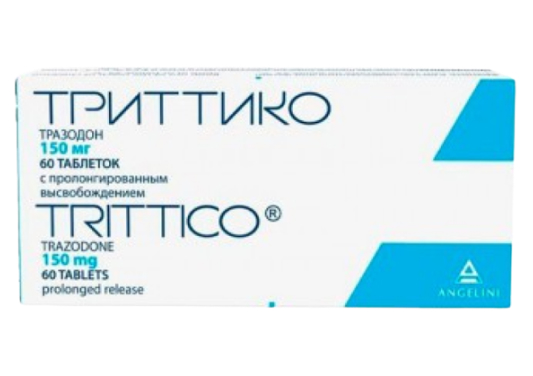 ТРИТТИКО
ТРАЗОДОН
150 мг
60 ТАБЛЕТОК
с пролонгированным
высвобождением
TRITTICO®
TRAZODONE
150 mg
60 TABLETS
prolonged release
ANGELINI